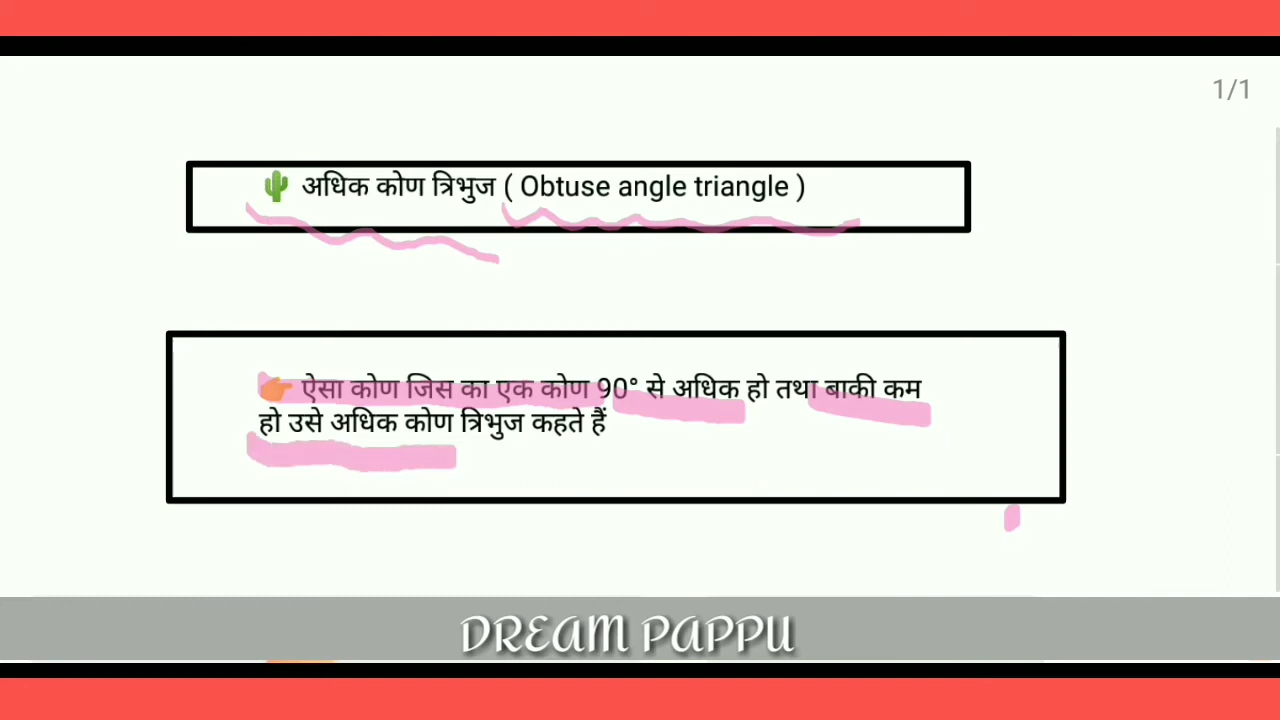 1/1
🌵 अधिक कोण त्रिभुज ( Obtuse angle triangle )
👉 ऐसा कोण जिस का एक कोण 90° से अधिक हो तथा बाकी कम
हो उसे अधिक कोण त्रिभुज कहते हैं
DREAM PAPPU